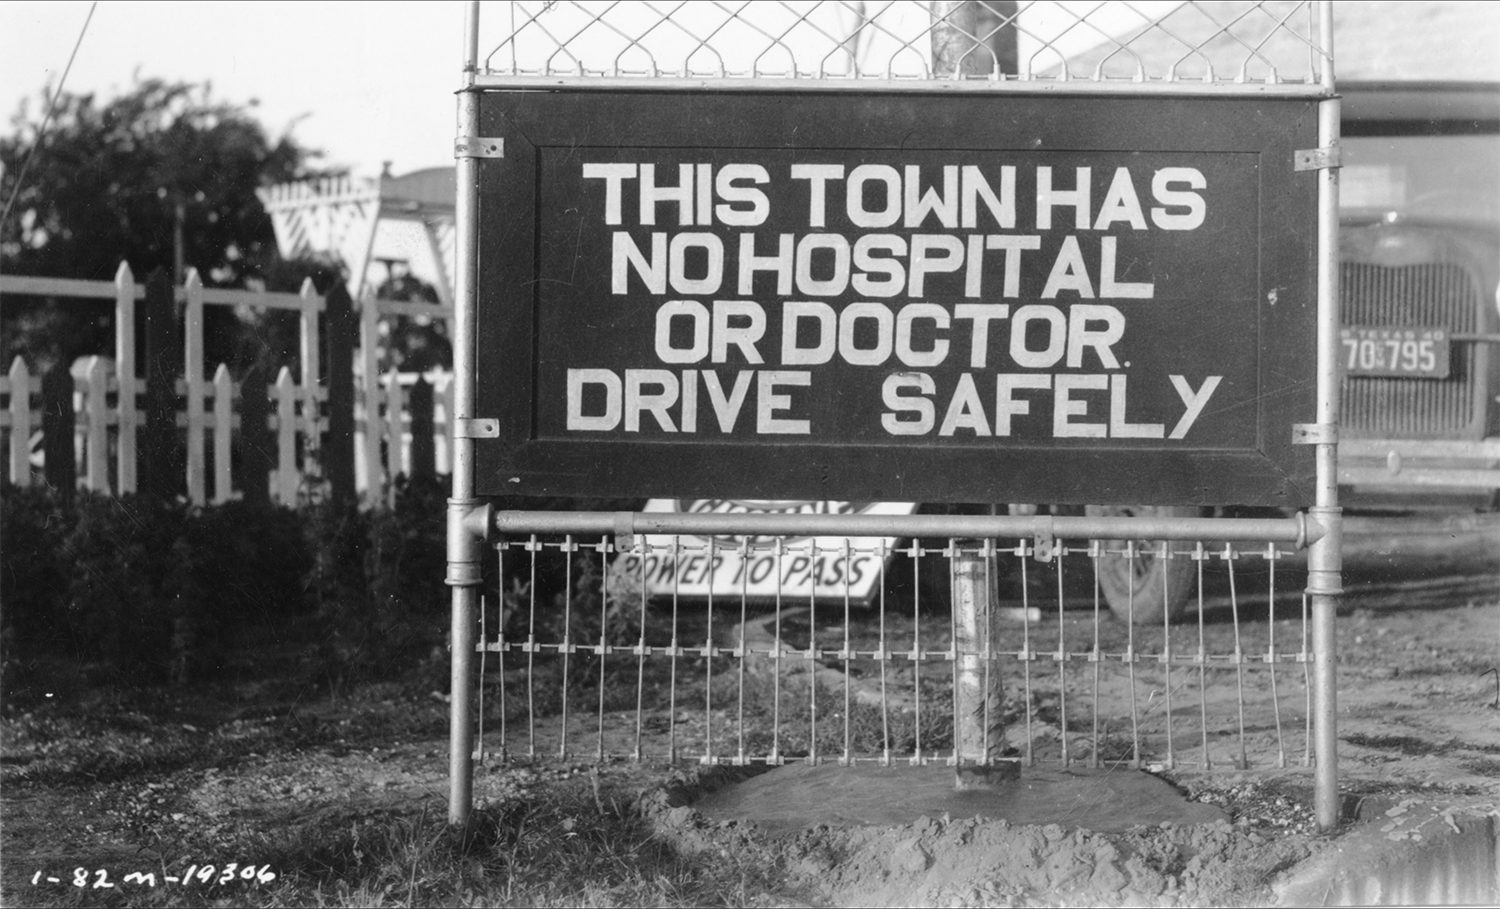 THIS TOWN HAS
NO HOSPITAL
OR DOCTOR.
DRIVE SAFELY
TEXAS 40
70 795
POWER TO PASS
1-82 M-19306